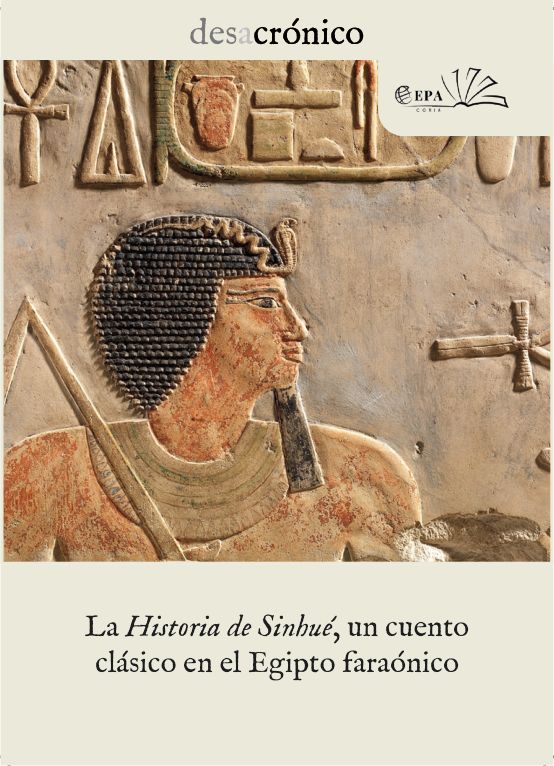 desacrónico
EPA
CORIA
La Historia de Sinhué, un cuento
clásico en el Egipto faraónico